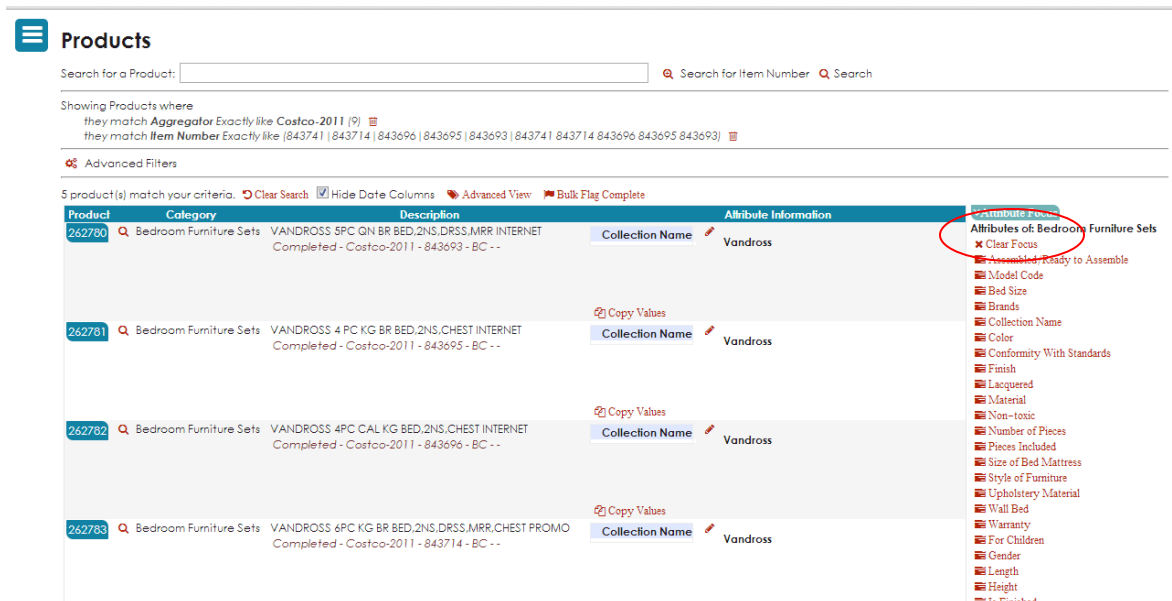 Products
Search for a Product: Search for Item Number Search
Showing Products where
they match Aggregator Exactly like Costco-2011 (9)
they match Item Number Exactly like (843741|843714|843696|843695|843693|843741 843714 843696 843695 843693)
Advanced Filters
5 product(s) match your criteria. Clear Search Hide Date Columns Advanced View Bulk Flag Complete
Product Category Description Attribute Information
262780 Bedroom Furniture Sets VANDROSS 5PC QN BR BED,2NS,DRSS,MRR INTERNET Collection Name Vandross
Completed - Costco-2011 - 843693 - BC - -
Copy Values
262781 Bedroom Furniture Sets VANDROSS 4 PC KG BR BED,2NS,CHEST INTERNET Collection Name Vandross
Completed - Costco-2011 - 843695 - BC - -
Copy Values
262782 Bedroom Furniture Sets VANDROSS 4PC CAL KG BED,2NS,CHEST INTERNET Collection Name Vandross
Completed - Costco-2011 - 843696 - BC - -
Copy Values
262783 Bedroom Furniture Sets VANDROSS 6PC KG BR BED,2NS,DRSS,MRR,CHEST PROMO Collection Name Vandross
Completed - Costco-2011 - 843714 - BC - -
Attribute Focus
Attributes of: Bedroom Furniture Sets
Clear Focus
Assembled/Ready to Assemble
Model Code
Bed Size
Brands
Collection Name
Color
Conformity With Standards
Finish
Lacquered
Material
Non-toxic
Number of Pieces
Pieces Included
Size of Bed Mattress
Style of Furniture
Upholstery Material
Wall Bed
Warranty
For Children
Gender
Length
Height
Is Finished